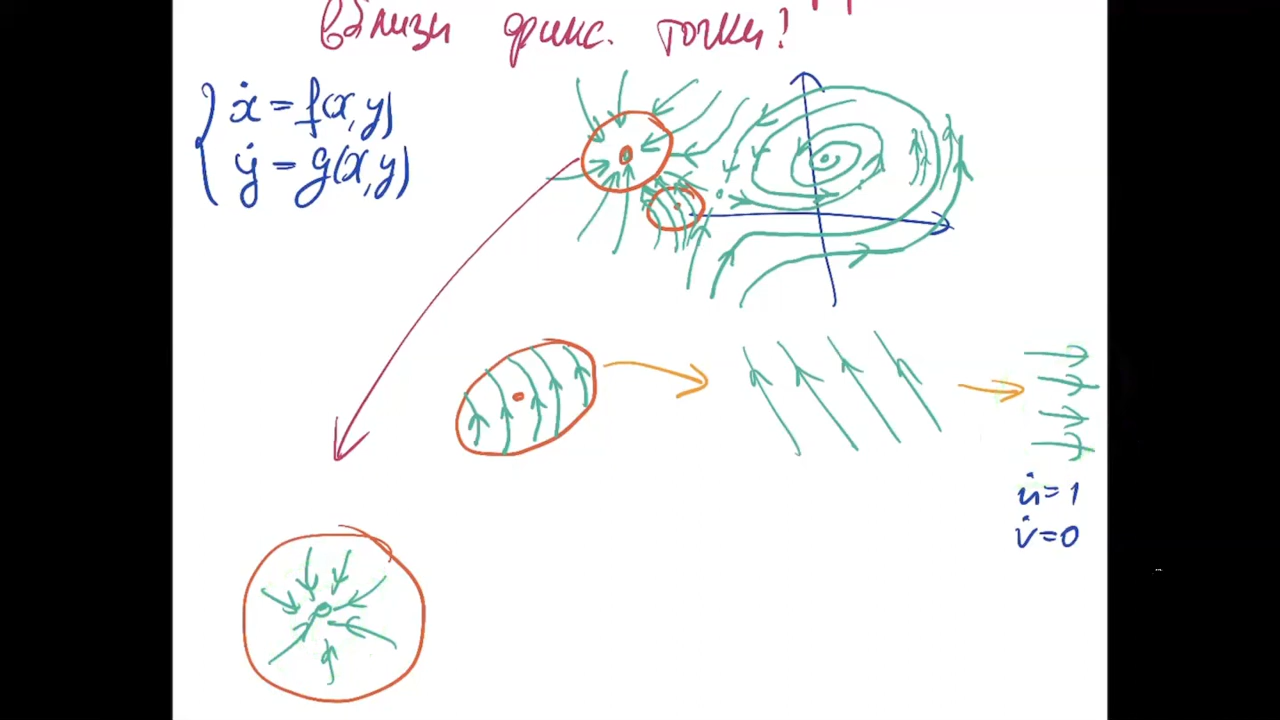 вблизи фикс. точки?
ẋ = f(x,y)
ẏ = g(x,y)
u̇ = 1
v̇ = 0